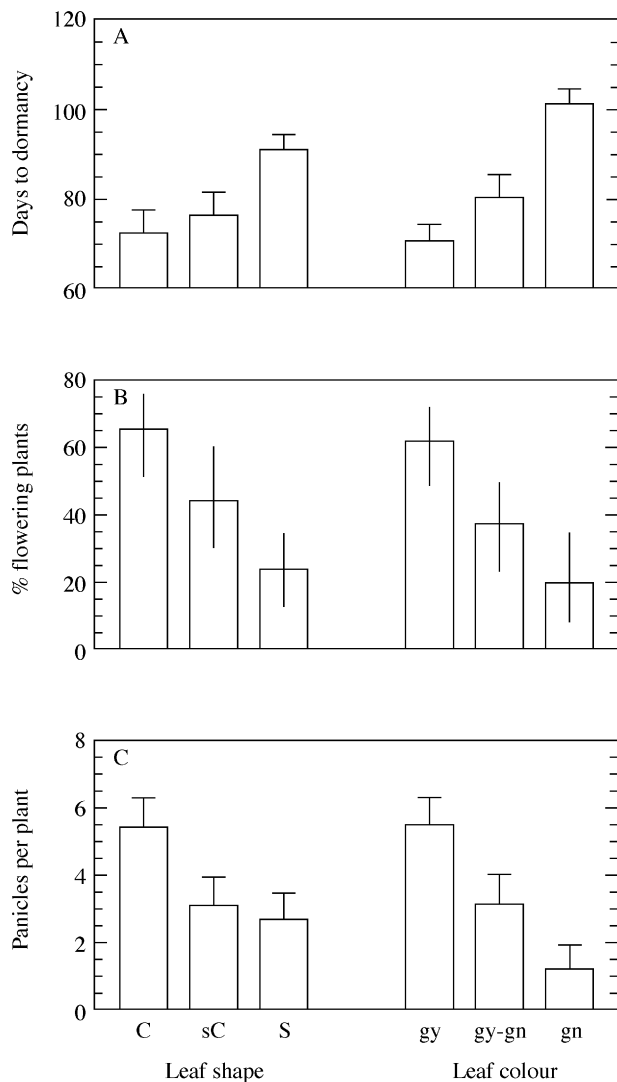 A
Days to dormancy
120
100
80
60
B
% flowering plants
80
60
40
20
0
C
Panicles per plant
8
6
4
2
0
C sC S gy gy-gn gn
Leaf shape Leaf colour